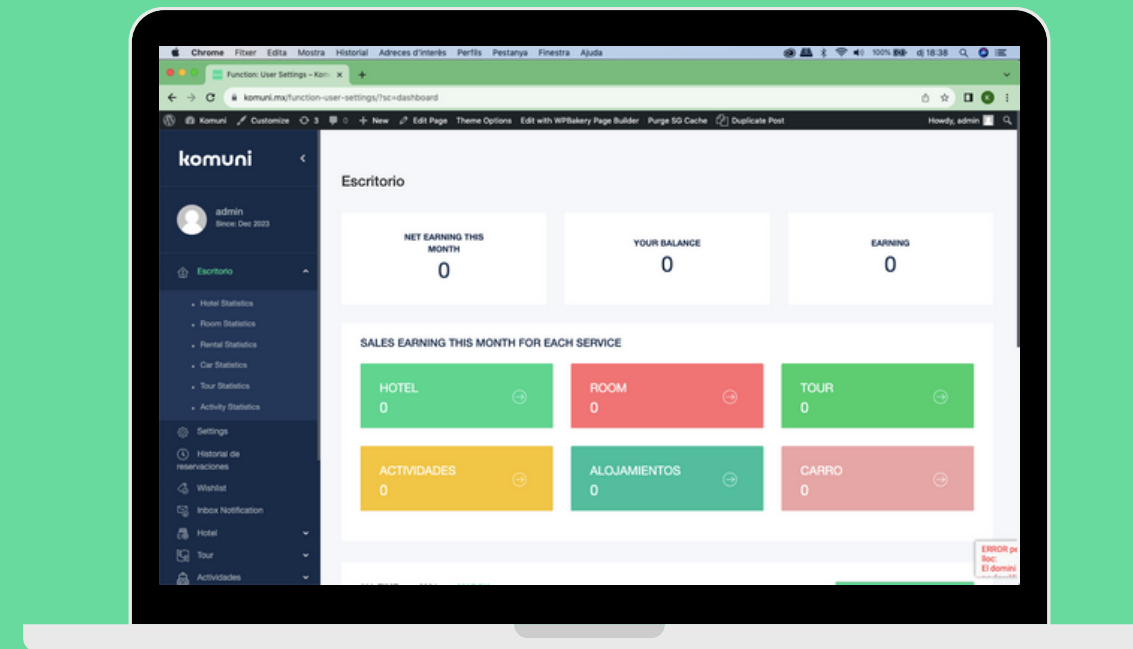 Chrome Fitxer Edita Mostra Historial Adreces d'interès Perfils Pestanya Finestra Ajuda 100% dj 18:38
Function: User Settings – Kom
komuni.mx/function-user-settings/?sc=dashboard
Komuni Customize 3 0 New Edit Page Theme Options Edit with WPBakery Page Builder Purge SG Cache Duplicate Post Howdy, admin
komuni
admin
Since: Dec 2023
Escritorio
Hotel Statistics
Room Statistics
Rental Statistics
Car Statistics
Tour Statistics
Activity Statistics
Settings
Historial de
reservaciones
Wishlist
Inbox Notification
Hotel
Tour
Actividades
Escritorio
NET EARNING THIS
MONTH
0
YOUR BALANCE
0
EARNING
0
SALES EARNING THIS MONTH FOR EACH SERVICE
HOTEL
0
ROOM
0
TOUR
0
ACTIVIDADES
0
ALOJAMIENTOS
0
CARRO
0
ERROR pe
lloc:
El domini